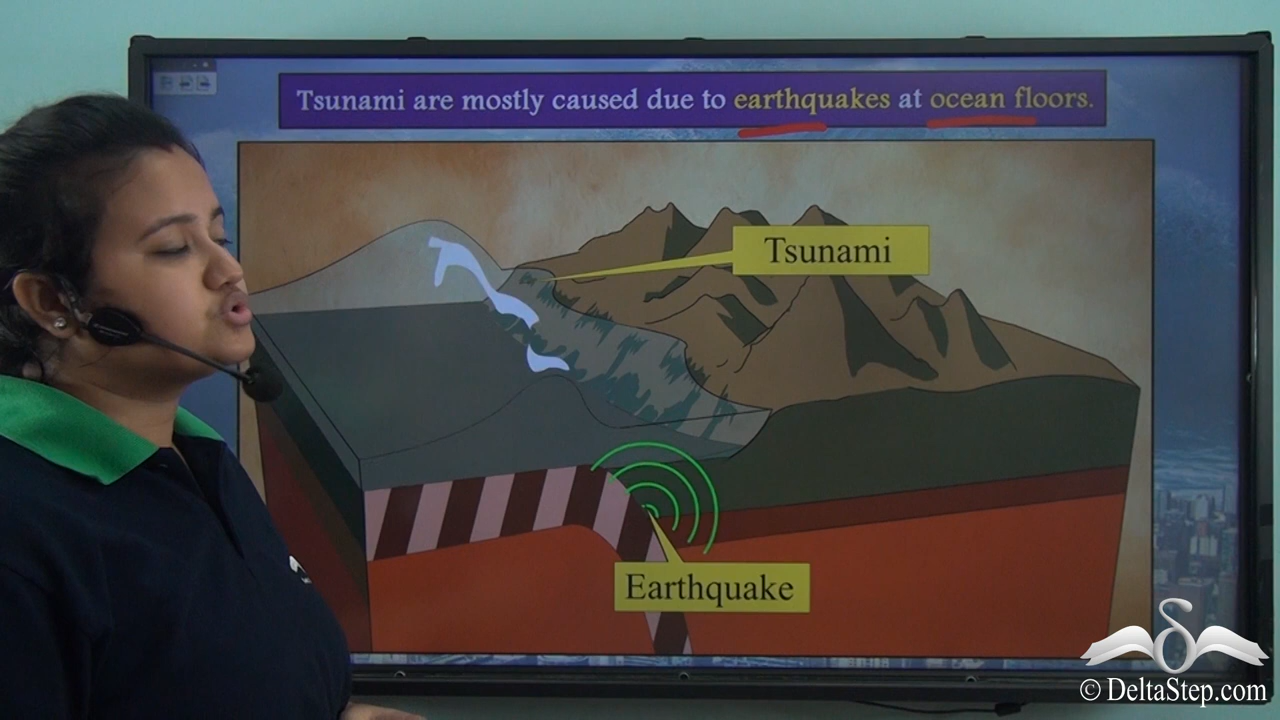 Tsunami are mostly caused due to earthquakes at ocean floors.
Tsunami
Earthquake
© DeltaStep.com